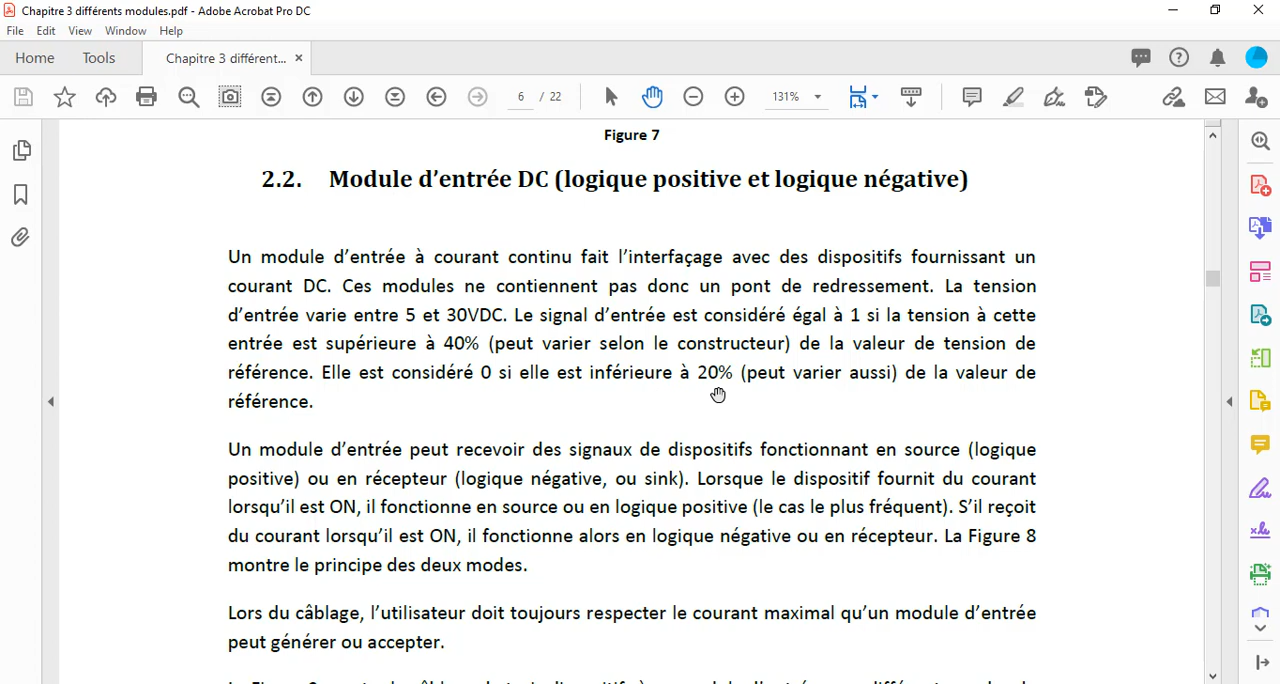 Chapitre 3 différents modules.pdf - Adobe Acrobat Pro DC
File Edit View Window Help
Home Tools Chapitre 3 différent... ×
6 / 22 131%
Figure 7
2.2. Module d’entrée DC (logique positive et logique négative)
Un module d’entrée à courant continu fait l’interfaçage avec des dispositifs fournissant un
courant DC. Ces modules ne contiennent pas donc un pont de redressement. La tension
d’entrée varie entre 5 et 30VDC. Le signal d’entrée est considéré égal à 1 si la tension à cette
entrée est supérieure à 40% (peut varier selon le constructeur) de la valeur de tension de
référence. Elle est considéré 0 si elle est inférieure à 20% (peut varier aussi) de la valeur de
référence.
Un module d’entrée peut recevoir des signaux de dispositifs fonctionnant en source (logique
positive) ou en récepteur (logique négative, ou sink). Lorsque le dispositif fournit du courant
lorsqu’il est ON, il fonctionne en source ou en logique positive (le cas le plus fréquent). S’il reçoit
du courant lorsqu’il est ON, il fonctionne alors en logique négative ou en récepteur. La Figure 8
montre le principe des deux modes.
Lors du câblage, l’utilisateur doit toujours respecter le courant maximal qu’un module d’entrée
peut générer ou accepter.